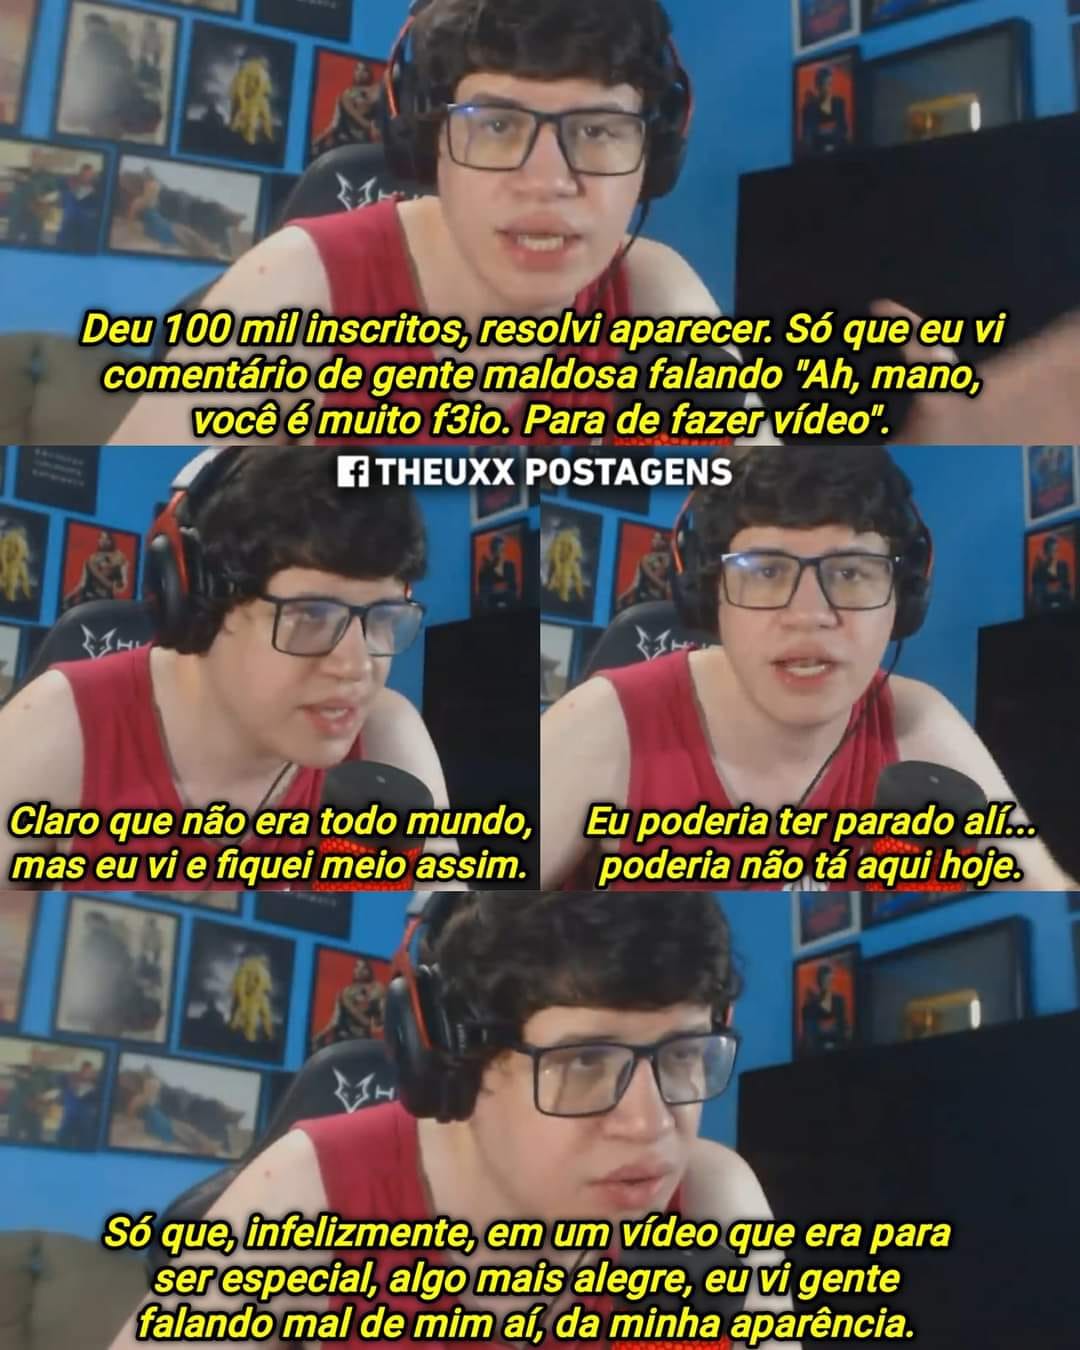 Deu 100 mil inscritos, resolvi aparecer. Só que eu vi
comentário de gente maldosa falando "Ah, mano,
você é muito f3io. Para de fazer vídeo".
THEUXX POSTAGENS
Claro que não era todo mundo,
mas eu vi e fiquei meio assim.
Eu poderia ter parado alí...
poderia não tá aqui hoje.
Só que, infelizmente, em um vídeo que era para
ser especial, algo mais alegre, eu vi gente
falando mal de mim aí, da minha aparência.